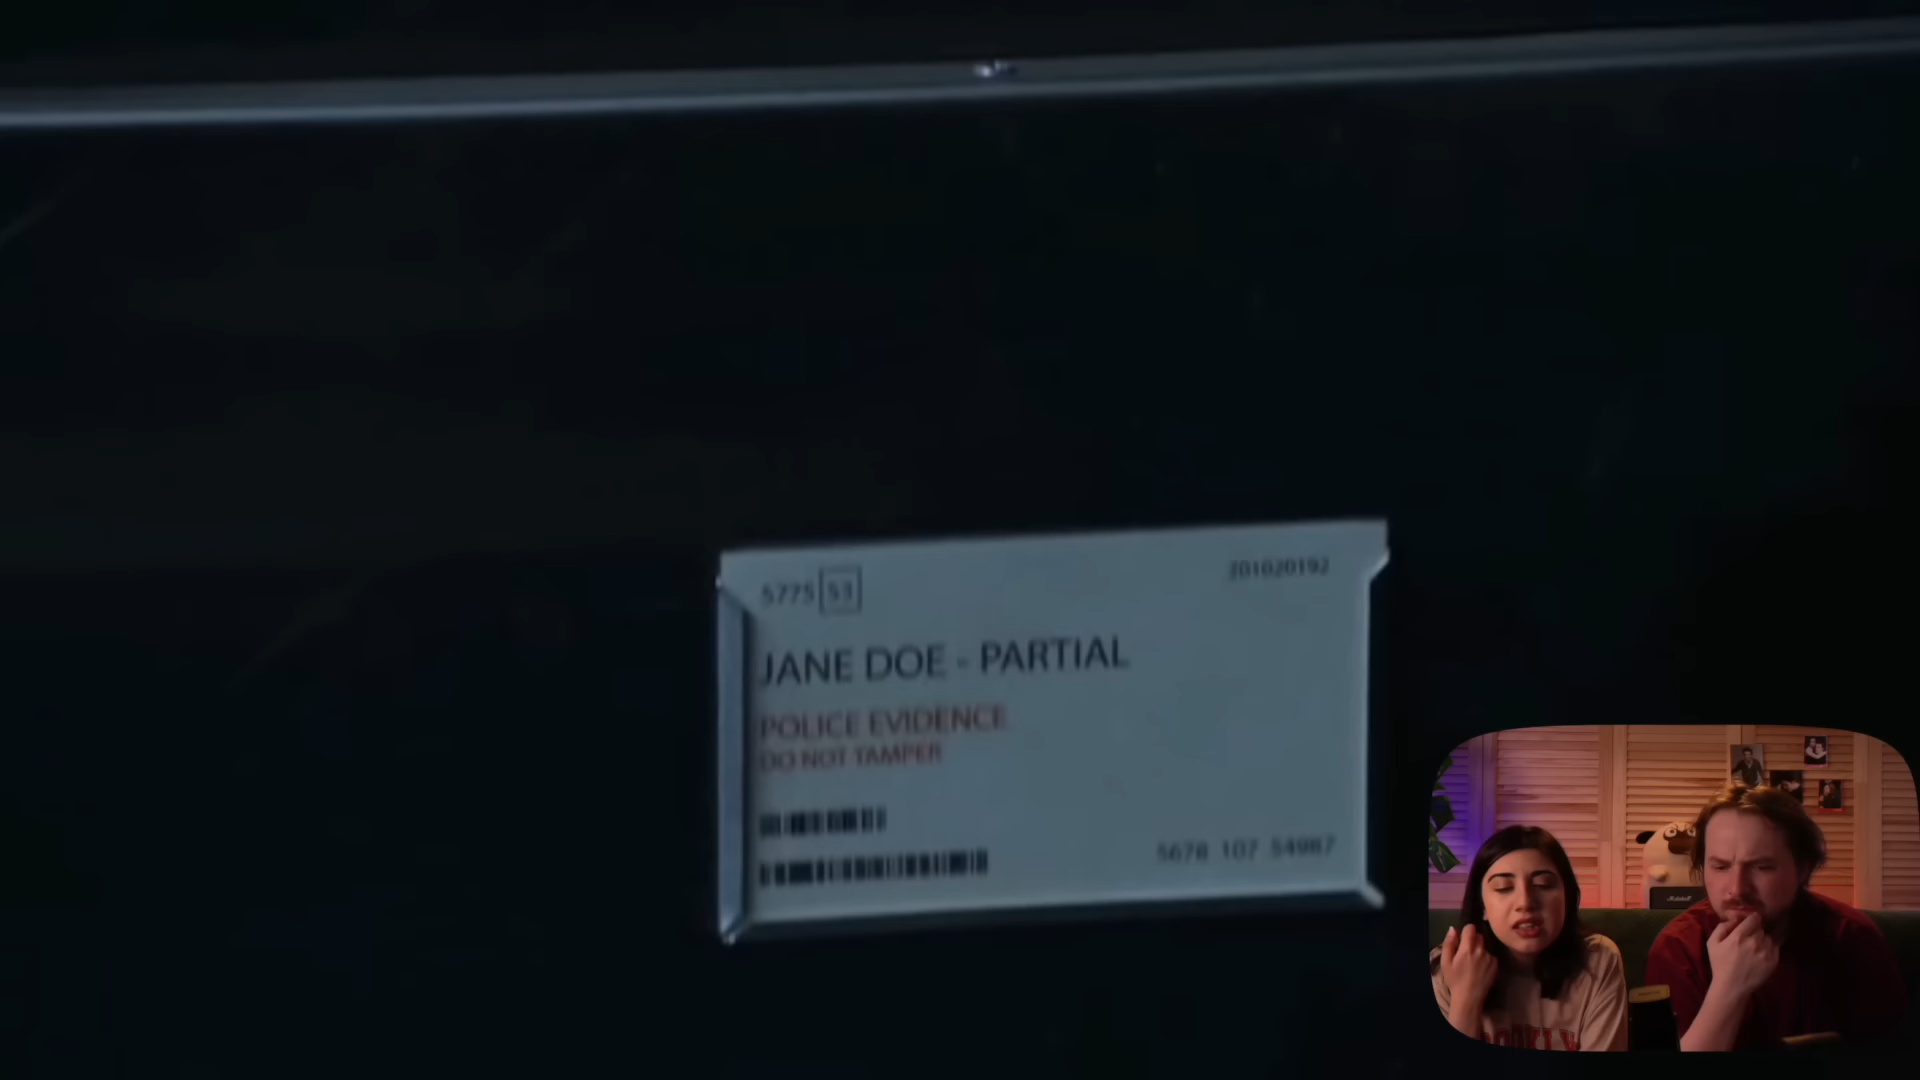 5775 53
201020192
JANE DOE - PARTIAL
POLICE EVIDENCE
DO NOT TAMPER
5678 107 54987